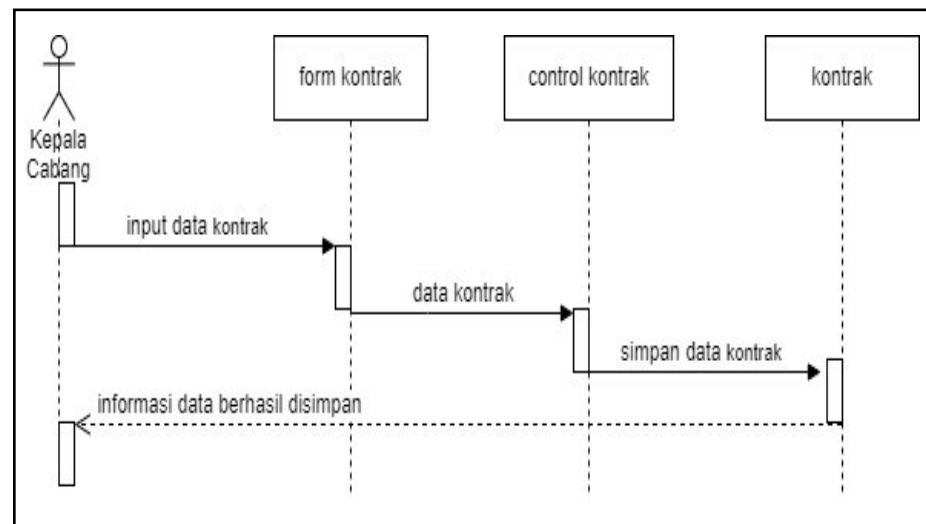 form kontrak
control kontrak
kontrak
Kepala
Cabang
input data kontrak
data kontrak
simpan data kontrak
informasi data berhasil disimpan